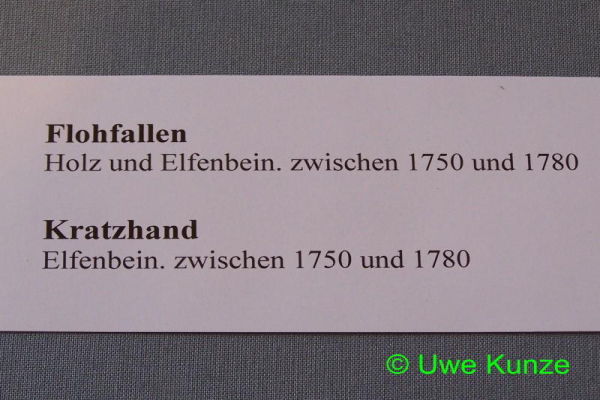 Flohfallen
Holz und Elfenbein. zwischen 1750 und 1780
Kratzhand
Elfenbein. zwischen 1750 und 1780
© Uwe Kunze